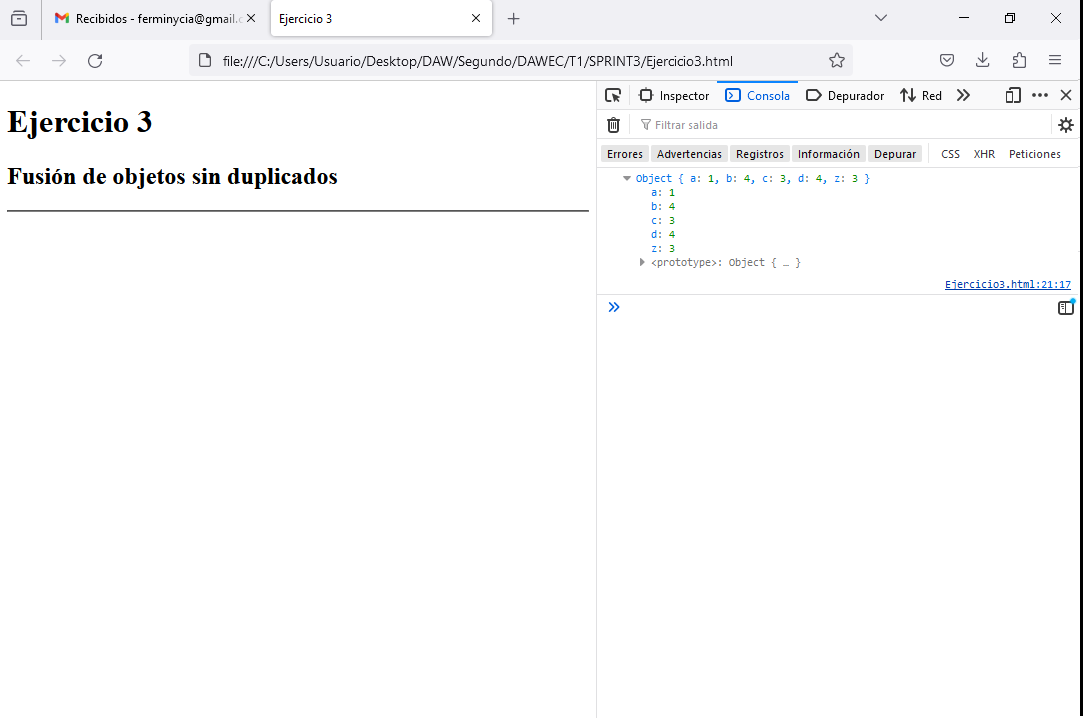 Recibidos - ferminycia@gmail.c
Ejercicio 3
file:///C:/Users/Usuario/Desktop/DAW/Segundo/DAWEC/T1/SPRINT3/Ejercicio3.html
Ejercicio 3
Fusión de objetos sin duplicados
Inspector Consola Depurador Red
Filtrar salida
Errores Advertencias Registros Información Depurar CSS XHR Peticiones
Object { a: 1, b: 4, c: 3, d: 4, z: 3 }
a: 1
b: 4
c: 3
d: 4
z: 3
<prototype>: Object { … }
Ejercicio3.html:21:17